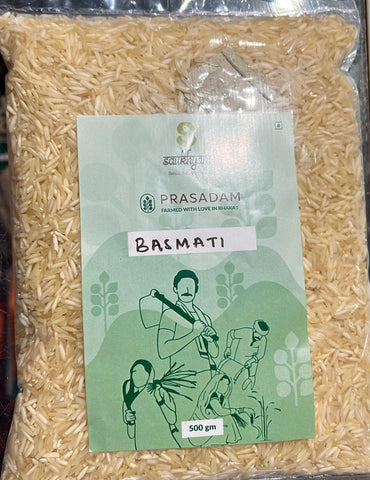 PRASADAM
FARMED WITH LOVE IN BHARAT
BASMATI
500 gm